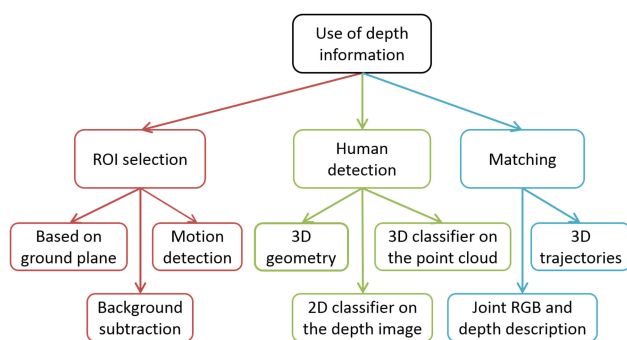 Use of depth
information
ROI selection
Human
detection
Matching
Based on
ground plane
Motion
detection
3D
geometry
3D classifier on
the point cloud
3D
trajectories
Background
subtraction
2D classifier on
the depth image
Joint RGB and
depth description